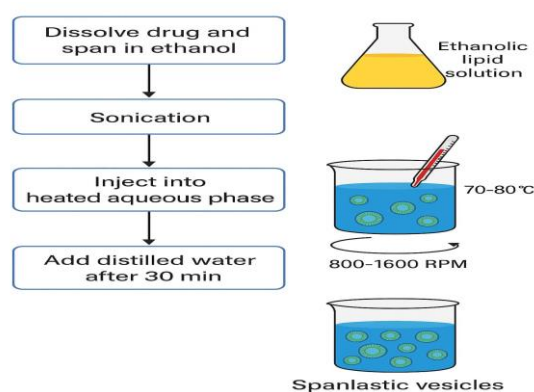 Dissolve drug and
span in ethanol
Sonication
Inject into
heated aqueous phase
Add distilled water
after 30 min
Ethanolic
lipid
solution
70-80°C
800-1600 RPM
Spanlastic vesicles